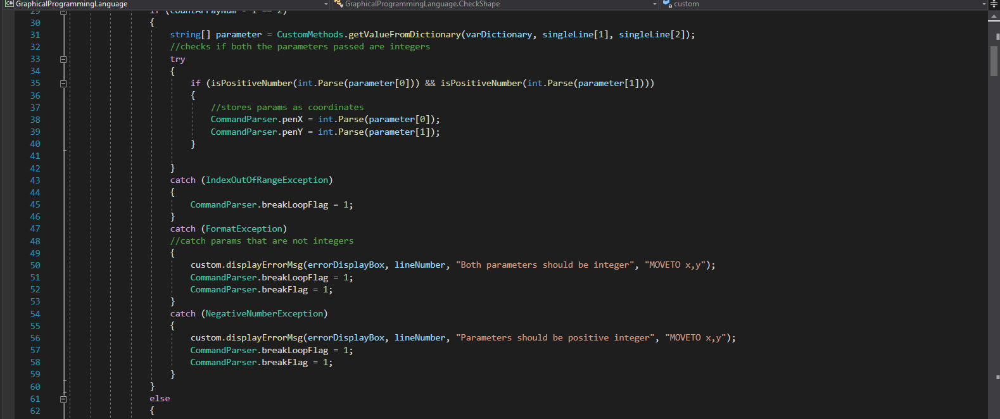 C# GraphicalProgrammingLanguage GraphicalProgrammingLanguage.CheckShape custom
29 if (countArrayNum - 1 == 2)
30 {
31 string[] parameter = CustomMethods.getValueFromDictionary(varDictionary, singleLine[1], singleLine[2]);
32 //checks if both the parameters passed are integers
33 try
34 {
35 if (isPositiveNumber(int.Parse(parameter[0])) && isPositiveNumber(int.Parse(parameter[1])))
36 {
37 //stores params as coordinates
38 CommandParser.penX = int.Parse(parameter[0]);
39 CommandParser.penY = int.Parse(parameter[1]);
40 }
41
42 }
43 catch (IndexOutOfRangeException)
44 {
45 CommandParser.breakLoopFlag = 1;
46 }
47 catch (FormatException)
48 //catch params that are not integers
49 {
50 custom.displayErrorMsg(errorDisplayBox, lineNumber, "Both parameters should be integer", "MOVETO x,y");
51 CommandParser.breakLoopFlag = 1;
52 CommandParser.breakFlag = 1;
53 }
54 catch (NegativeNumberException)
55 {
56 custom.displayErrorMsg(errorDisplayBox, lineNumber, "Parameters should be positive integer", "MOVETO x,y");
57 CommandParser.breakLoopFlag = 1;
58 CommandParser.breakFlag = 1;
59 }
60 }
61 else
62 {